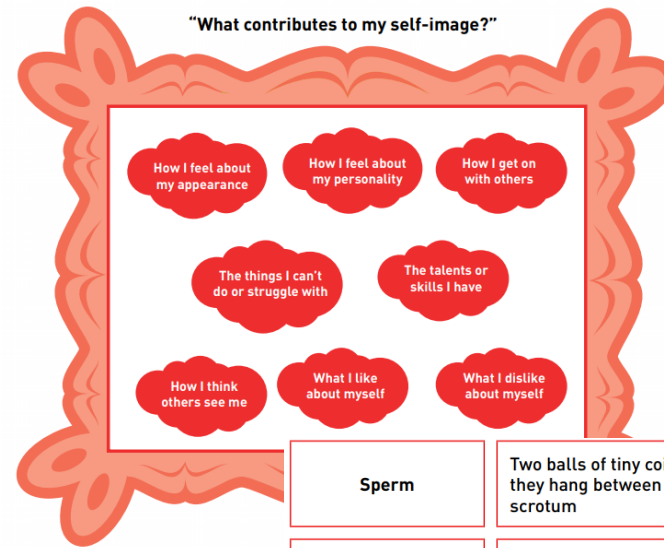 “What contributes to my self-image?”
How I feel about
my appearance
How I feel about
my personality
How I get on
with others
The things I can't
do or struggle with
The talents or
skills I have
How I think
others see me
What I like
about myself
What I dislike
about myself
Sperm
Two balls of tiny
they hang between
scrotum